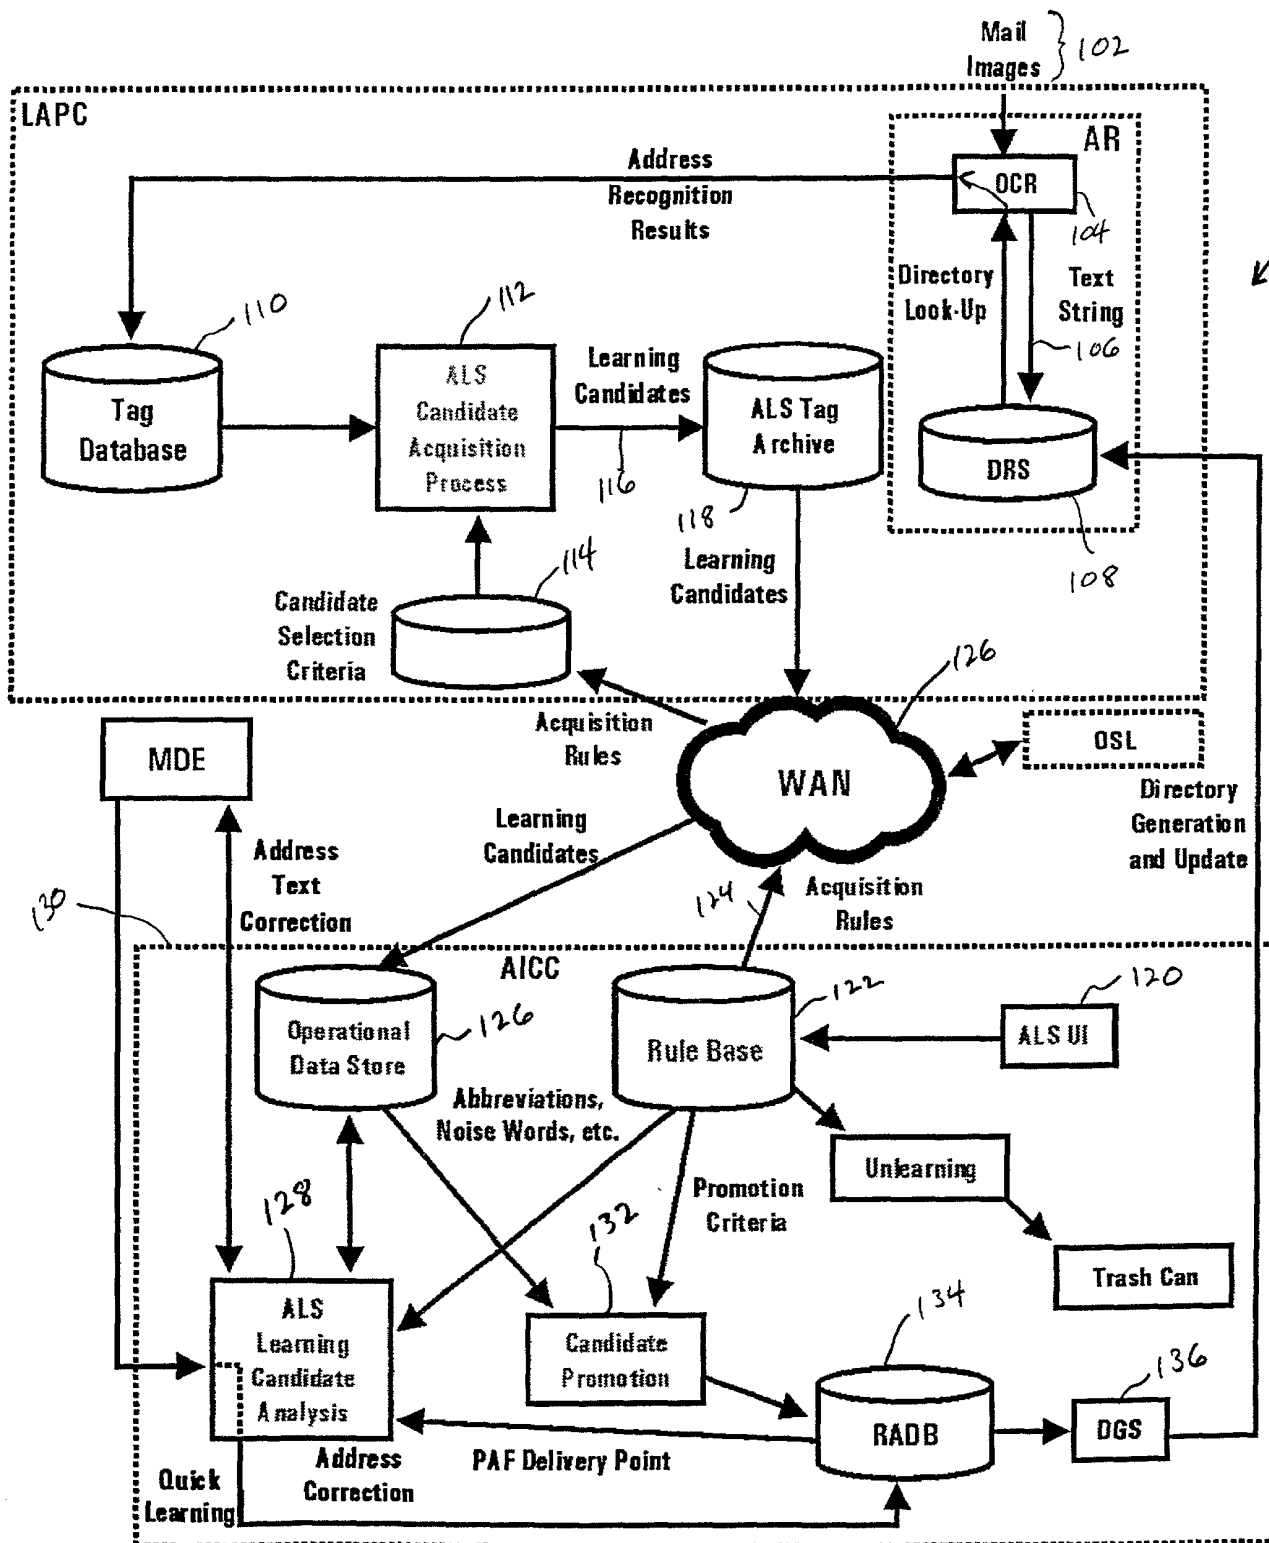 Mail
Images
102
LAPC
AR
OCR
104
Address
Recognition
Results
Directory
Look-Up
Text
String
106
110
Tag
Database
112
ALS
Candidate
Acquisition
Process
Learning
Candidates
116
ALS Tag
Archive
118
DRS
108
Learning
Candidates
114
Candidate
Selection
Criteria
126
Acquisition
Rules
WAN
OSL
MDE
Directory
Generation
and Update
Learning
Candidates
Address
Text
Correction
130
124
Acquisition
Rules
AICC
Operational
Data Store
126
Rule Base
122
120
ALS UI
Abbreviations,
Noise Words, etc.
Unlearning
Promotion
Criteria
Trash Can
128
ALS
Learning
Candidate
Analysis
132
Candidate
Promotion
134
RADB
136
DGS
PAF Delivery Point
Address
Correction
Quick
Learning